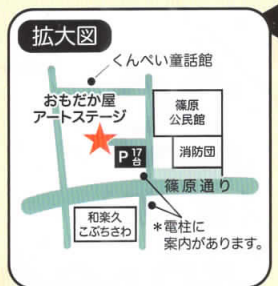 拡大図
くんぺい童話館
おもだか屋
アートステージ
篠原
公民館
P 17台
消防団
篠原通り
和楽久
こぶちさわ
*電柱に
案内があります。